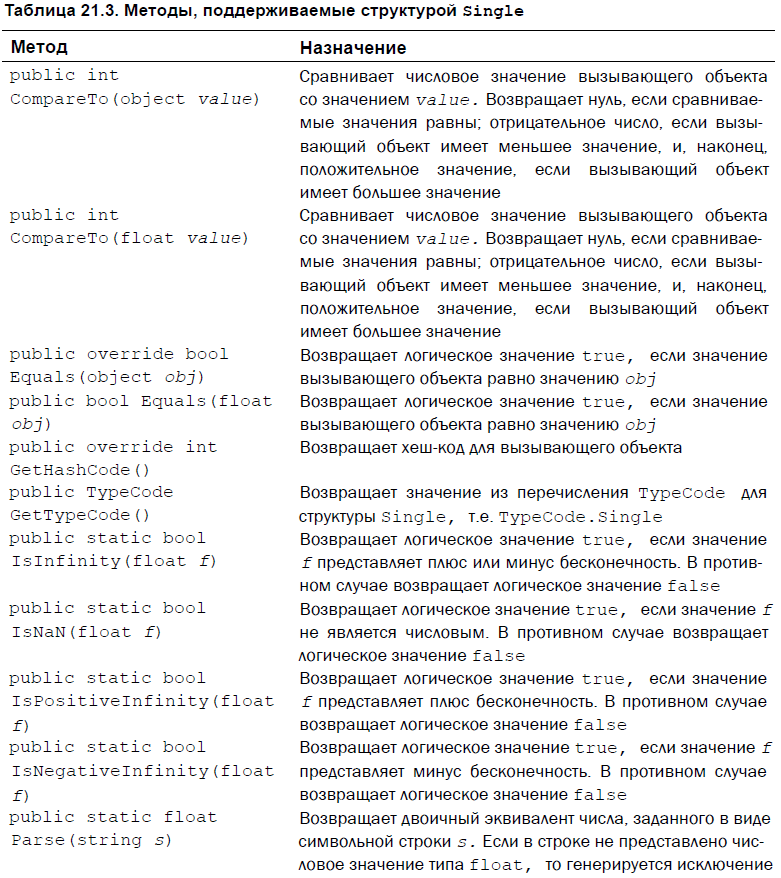 Таблица 21.3. Методы, поддерживаемые структурой Single
Метод Назначение
public int Сравнивает числовое значение вызывающего объекта
CompareTo(object value) со значением value. Возвращает нуль, если сравнивае-
мые значения равны; отрицательное число, если вызы-
вающий объект имеет меньшее значение, и, наконец,
положительное значение, если вызывающий объект
имеет большее значение
public int Сравнивает числовое значение вызывающего объекта
CompareTo(float value) со значением value. Возвращает нуль, если сравнивае-
мые значения равны; отрицательное число, если вызы-
вающий объект имеет меньшее значение, и, наконец,
положительное значение, если вызывающий объект
имеет большее значение
public override bool Возвращает логическое значение true, если значение
Equals(object obj) вызывающего объекта равно значению obj
public bool Equals(float Возвращает логическое значение true, если значение
obj) вызывающего объекта равно значению obj
public override int Возвращает хеш-код для вызывающего объекта
GetHashCode()
public TypeCode Возвращает значение из перечисления TypeCode для
GetTypeCode() структуры Single, т.е. TypeCode.Single
public static bool Возвращает логическое значение true, если значение
IsInfinity(float f) f представляет плюс или минус бесконечность. В против-
ном случае возвращает логическое значение false
public static bool Возвращает логическое значение true, если значение f
IsNaN(float f) не является числовым. В противном случае возвращает
логическое значение false
public static bool Возвращает логическое значение true, если значение
IsPositiveInfinity(float f представляет плюс бесконечность. В противном случае
f) возвращает логическое значение false
public static bool Возвращает логическое значение true, если значение f
IsNegativeInfinity(float представляет минус бесконечность. В противном случае
f) возвращает логическое значение false
public static float Возвращает двоичный эквивалент числа, заданного в виде
Parse(string s) символьной строки s. Если в строке не представлено чис-
ловое значение типа float, то генерируется исключение